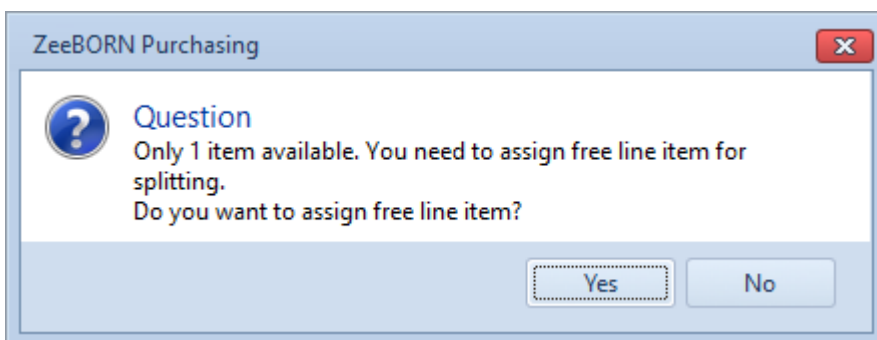 ZeeBORN Purchasing
Question
Only 1 item available. You need to assign free line item for
splitting.
Do you want to assign free line item?
Yes
No